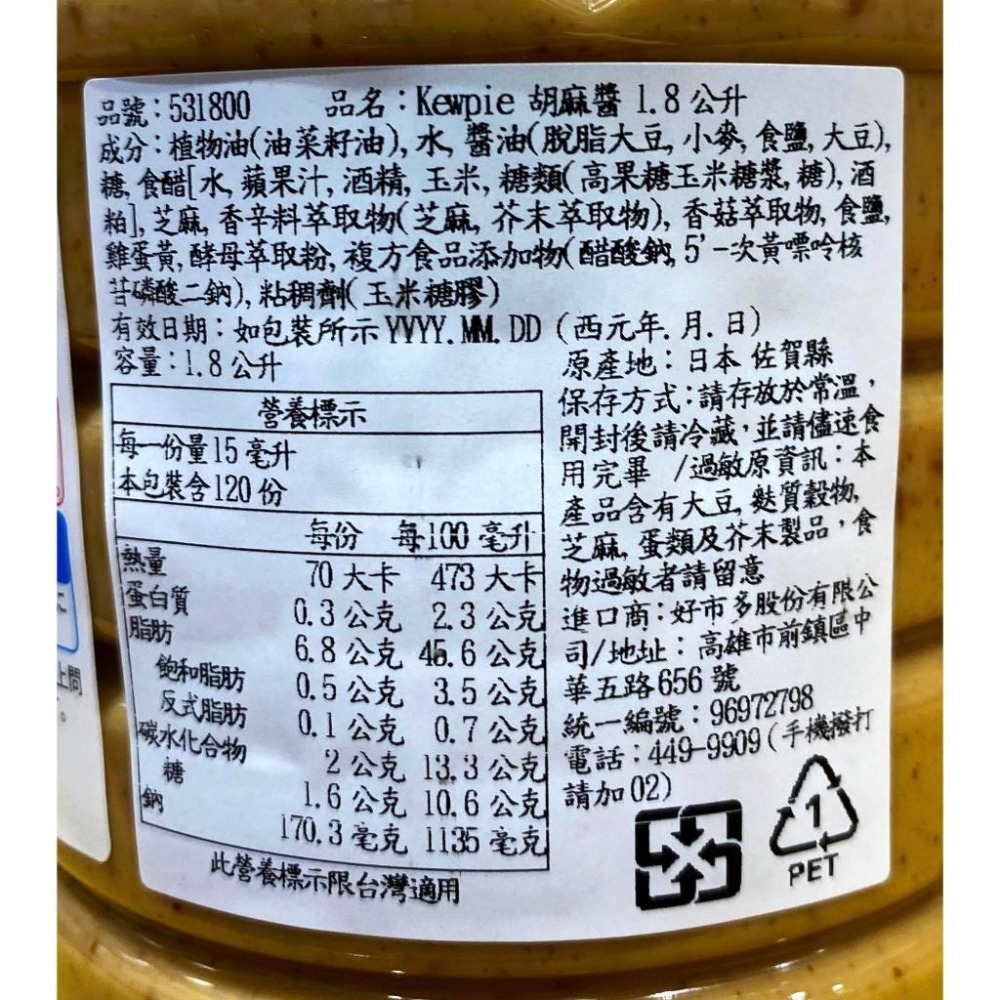 品號：531800 品名：Kewpie 胡麻醬 1.8 公升
成分：植物油(油菜籽油), 水, 醬油(脫脂大豆, 小麥, 食鹽, 大豆),
糖, 食醋[水, 蘋果汁, 酒精, 玉米, 糖類(高果糖玉米糖漿, 糖), 酒
粕], 芝麻, 香辛料萃取物(芝麻, 芥末萃取物), 香菇萃取物, 食鹽,
雞蛋黃, 酵母萃取粉, 複方食品添加物(醋酸鈉, 5'-次黃嘌呤核
苷磷酸二鈉), 粘稠劑(玉米糖膠)
有效日期：如包裝所示 YYYY. MM. DD (西元年. 月. 日)
容量：1.8 公升
營養標示
每一份量 15 毫升
本包裝含 120 份
每份 每100 毫升
熱量 70 大卡 473 大卡
蛋白質 0.3 公克 2.3 公克
脂肪 6.8 公克 45.6 公克
飽和脂肪 0.5 公克 3.5 公克
反式脂肪 0.1 公克 0.7 公克
碳水化合物 2 公克 13.3 公克
糖 1.6 公克 10.6 公克
鈉 170.3 毫克 1135 毫克
此營養標示限台灣適用
原產地：日本 佐賀縣
保存方式：請存放於常溫，
開封後請冷藏，並請儘速食
用完畢 /過敏原資訊：本
產品含有大豆, 麩質穀物,
芝麻, 蛋類及芥末製品，食
物過敏者請留意
進口商：好市多股份有限公
司/地址：高雄市前鎮區中
華五路 656 號
統一編號：96972798
電話：449-9909 (手機撥打
請加 02)
1
PET
上問
。